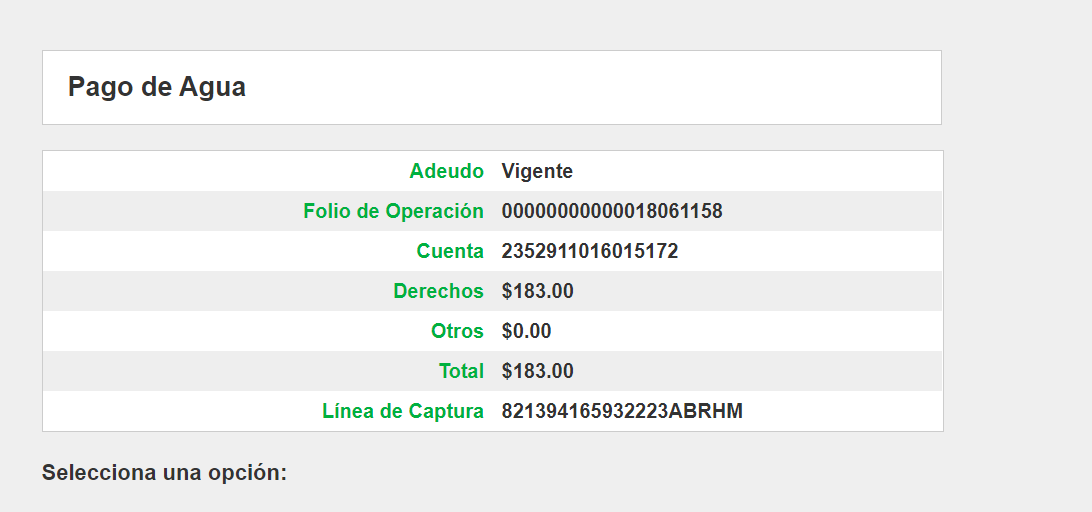 Pago de Agua
Adeudo Vigente
Folio de Operación 00000000000018061158
Cuenta 2352911016015172
Derechos $183.00
Otros $0.00
Total $183.00
Línea de Captura 821394165932223ABRHM
Selecciona una opción: